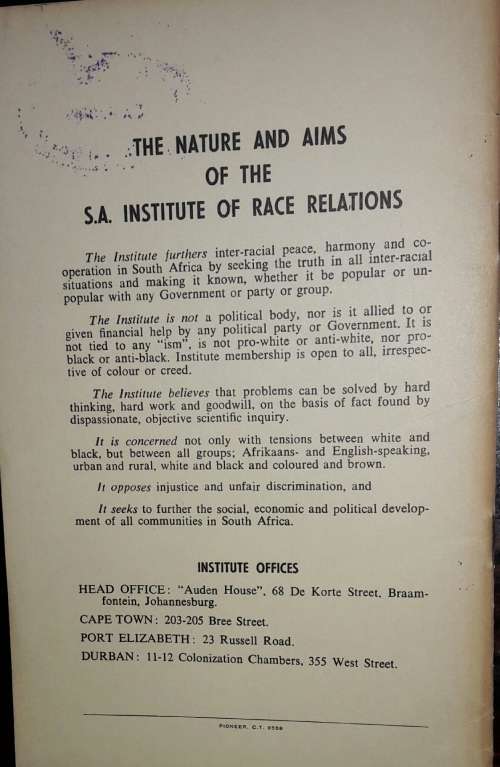 THE NATURE AND AIMS
OF THE
S.A. INSTITUTE OF RACE RELATIONS
The Institute furthers inter-racial peace, harmony and co-
operation in South Africa by seeking the truth in all inter-racial
situations and making it known, whether it be popular or un-
popular with any Government or party or group.
The Institute is not a political body, nor is it allied to or
given financial help by any political party or Government. It is
not tied to any "ism", is not pro-white or anti-white, nor pro-
black or anti-black. Institute membership is open to all, irrespec-
tive of colour or creed.
The Institute believes that problems can be solved by hard
thinking, hard work and goodwill, on the basis of fact found by
dispassionate, objective scientific inquiry.
It is concerned not only with tensions between white and
black, but between all groups; Afrikaans- and English-speaking,
urban and rural, white and black and coloured and brown.
It opposes injustice and unfair discrimination, and
It seeks to further the social, economic and political develop-
ment of all communities in South Africa.
INSTITUTE OFFICES
HEAD OFFICE: "Auden House", 68 De Korte Street, Braam-
fontein, Johannesburg.
CAPE TOWN: 203-205 Bree Street.
PORT ELIZABETH: 23 Russell Road.
DURBAN: 11-12 Colonization Chambers, 355 West Street.
PIONEER, C.T.